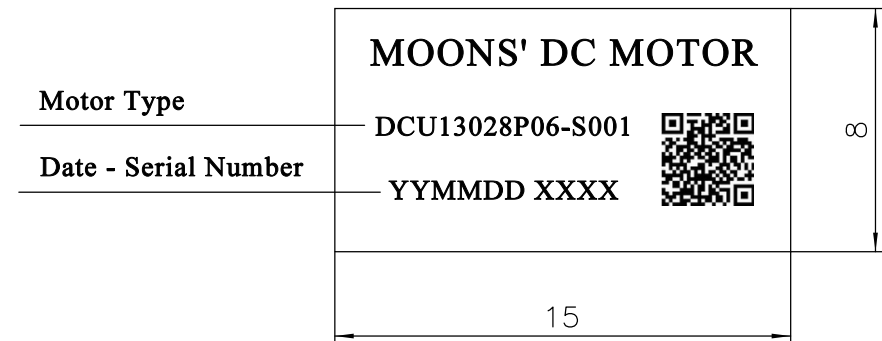 MOONS' DC MOTOR
Motor Type
DCU13028P06-S001
Date - Serial Number
YYMMDD XXXX
8
15